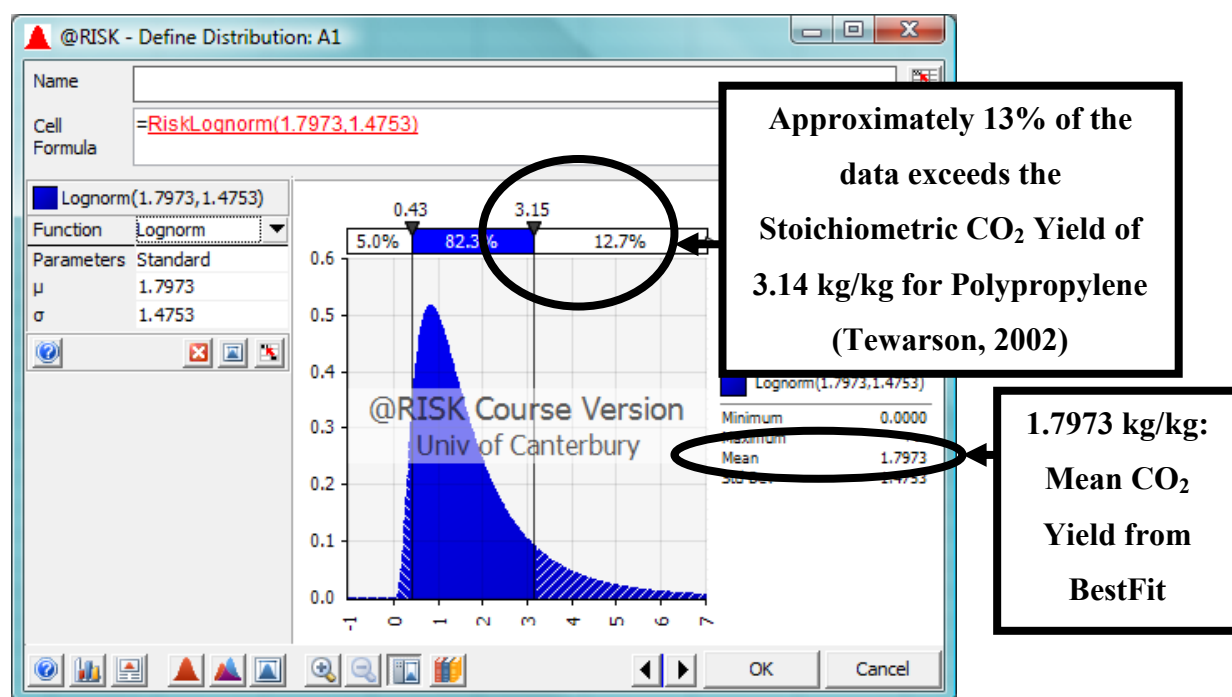 @RISK - Define Distribution: A1
Name
Cell Formula
=RiskLognorm(1.7973,1.4753)
Lognorm(1.7973,1.4753)
Function Lognorm
Parameters Standard
μ 1.7973
σ 1.4753
0.43 3.15
5.0% 82.3% 12.7%
0.6
0.5
0.4
0.3
0.2
0.1
0.0
-1 0 1 2 3 4 5 6 7
@RISK Course Version
Univ of Canterbury
Lognorm(1.7973,1.4753)
Minimum 0.0000
Maximum
Mean 1.7973
Std Dev 1.4753
Approximately 13% of the
data exceeds the
Stoichiometric CO₂ Yield of
3.14 kg/kg for Polypropylene
(Tewarson, 2002)
1.7973 kg/kg:
Mean CO₂
Yield from
BestFit
OK Cancel